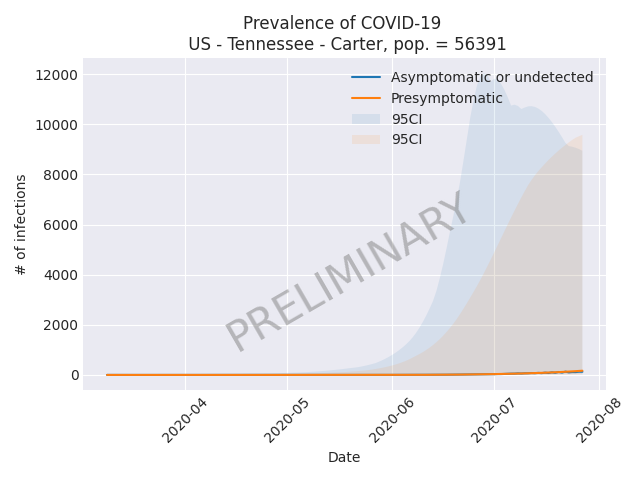 Prevalence of COVID-19
US - Tennessee - Carter, pop. = 56391
12000
10000
8000
6000
4000
2000
0
# of infections
Asymptomatic or undetected
Presymptomatic
95CI
95CI
PRELIMINARY
2020-04
2020-05
2020-06
2020-07
2020-08
Date